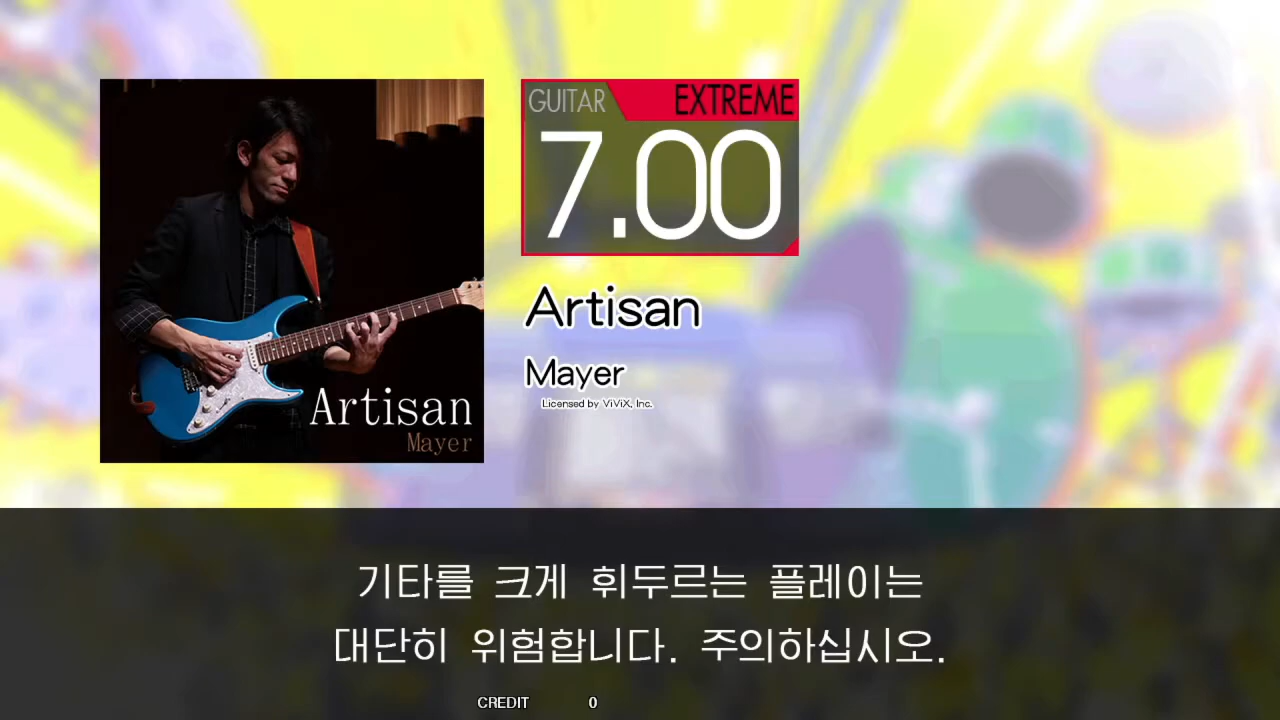 GUITAR EXTREME
7.00
Artisan
Mayer
Licensed by ViViX, Inc.
Artisan
Mayer
기타를 크게 휘두르는 플레이는
대단히 위험합니다. 주의하십시오.
CREDIT 0